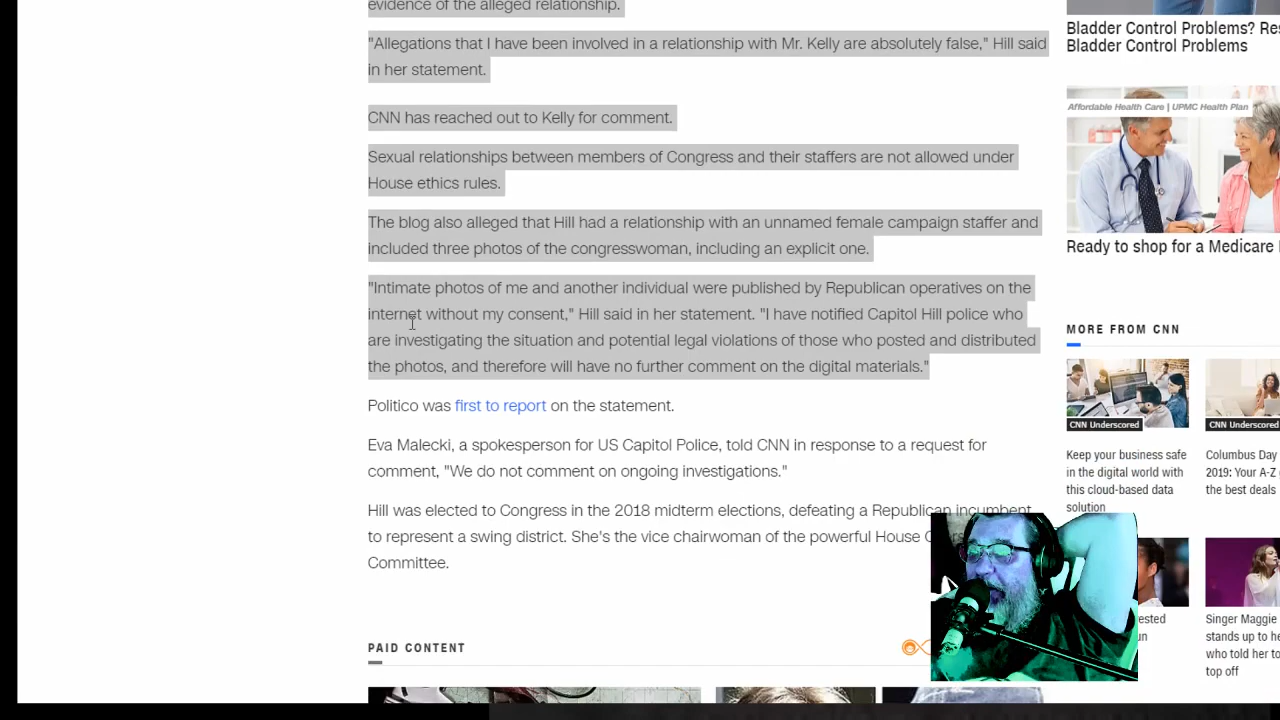 evidence of the alleged relationship.
"Allegations that I have been involved in a relationship with Mr. Kelly are absolutely false," Hill said
in her statement.
CNN has reached out to Kelly for comment.
Sexual relationships between members of Congress and their staffers are not allowed under
House ethics rules.
The blog also alleged that Hill had a relationship with an unnamed female campaign staffer and
included three photos of the congresswoman, including an explicit one.
"Intimate photos of me and another individual were published by Republican operatives on the
internet without my consent," Hill said in her statement. "I have notified Capitol Hill police who
are investigating the situation and potential legal violations of those who posted and distributed
the photos, and therefore will have no further comment on the digital materials."
Politico was first to report on the statement.
Eva Malecki, a spokesperson for US Capitol Police, told CNN in response to a request for
comment, "We do not comment on ongoing investigations."
Hill was elected to Congress in the 2018 midterm elections, defeating a Republican incumbent
to represent a swing district. She's the vice chairwoman of the powerful House
Committee.
PAID CONTENT
Bladder Control Problems?
Bladder Control Problems
Affordable Health Care | UPMC Health Plan
Ready to shop for a Medicare
MORE FROM CNN
CNN Underscored
Keep your business safe
in the digital world with
this cloud-based data
solution
CNN Underscored
Columbus Day
2019: Your A-Z
the best deals
Singer Maggie
stands up to
who told her to
top off